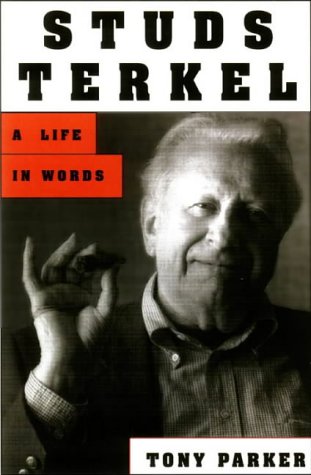 STUDS
TERKEL
A LIFE
IN WORDS
TONY PARKER